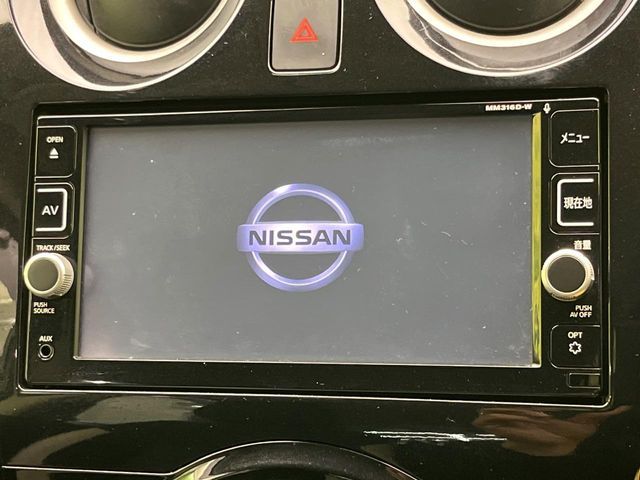 MM316D-W
OPEN
メニュー
AV
現在地
TRACK/SEEK
音量
NISSAN
PUSH
SOURCE
PUSH
AV OFF
AUX
OPT